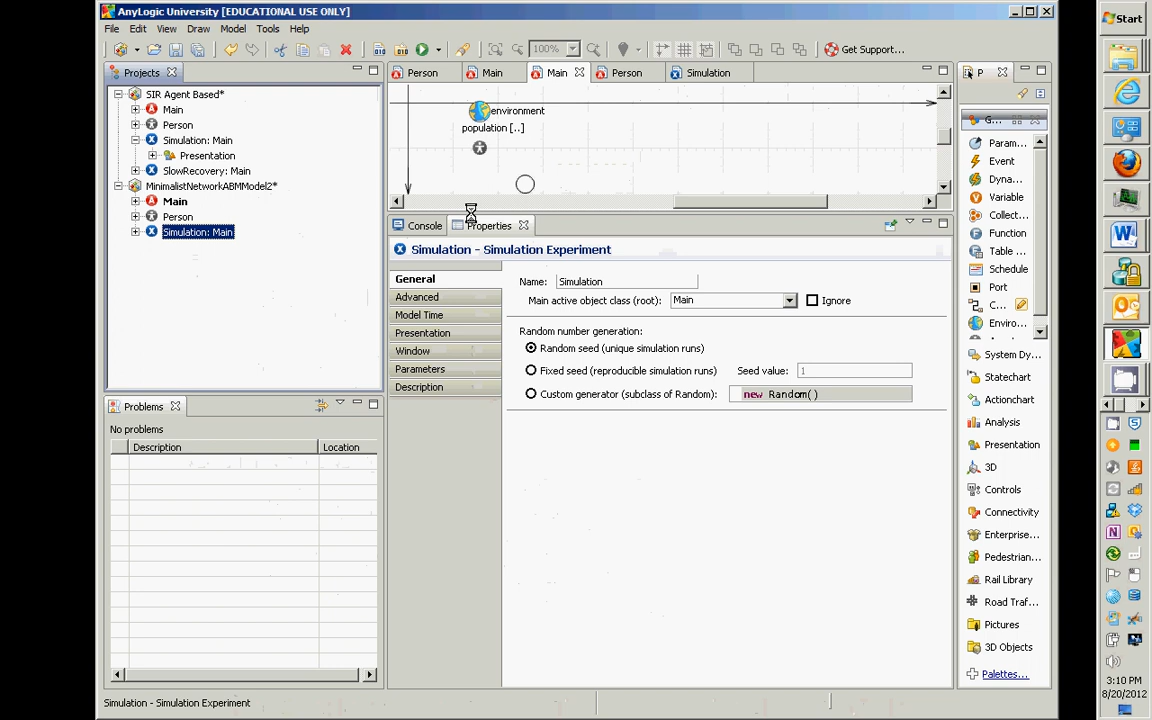 AnyLogic University [EDUCATIONAL USE ONLY]
Start
File Edit View Draw Model Tools Help
100% Get Support...
Projects
Person Main Main Person Simulation
P
SIR Agent Based*
Main
Person
Simulation: Main
Presentation
SlowRecovery: Main
MinimalistNetworkABMModel2*
Main
Person
Simulation: Main
environment
population [..]
Console Properties
Simulation - Simulation Experiment
General
Advanced
Model Time
Presentation
Window
Parameters
Description
Name: Simulation
Main active object class (root): Main Ignore
Random number generation:
Random seed (unique simulation runs)
Fixed seed (reproducible simulation runs) Seed value: 1
Custom generator (subclass of Random): new Random()
G...
Param...
Event
Dyna...
Variable
Collect...
Function
Table ...
Schedule
Port
C...
Enviro...
System Dy...
Statechart
Actionchart
Analysis
Presentation
3D
Controls
Connectivity
Enterprise...
Pedestrian...
Rail Library
Road Traf...
Pictures
3D Objects
Palettes...
Problems
No problems
Description Location
Simulation - Simulation Experiment
3:10 PM
8/20/2012